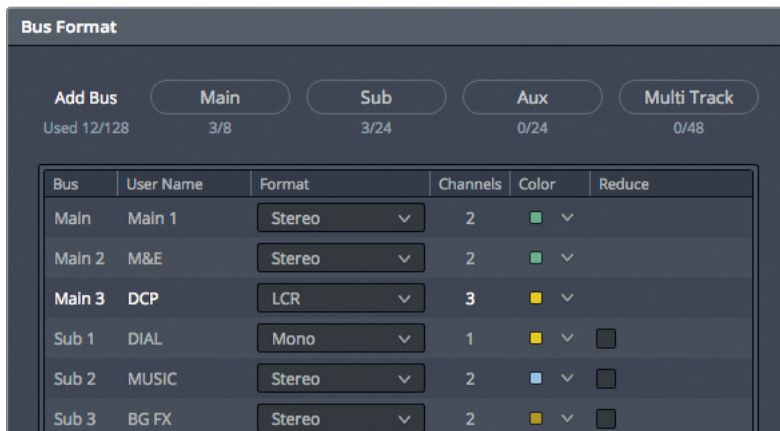 Bus Format
Add Bus Main Sub Aux Multi Track
Used 12/128 3/8 3/24 0/24 0/48
Bus User Name Format Channels Color Reduce
Main Main 1 Stereo 2
Main 2 M&E Stereo 2
Main 3 DCP LCR 3
Sub 1 DIAL Mono 1
Sub 2 MUSIC Stereo 2
Sub 3 BG FX Stereo 2